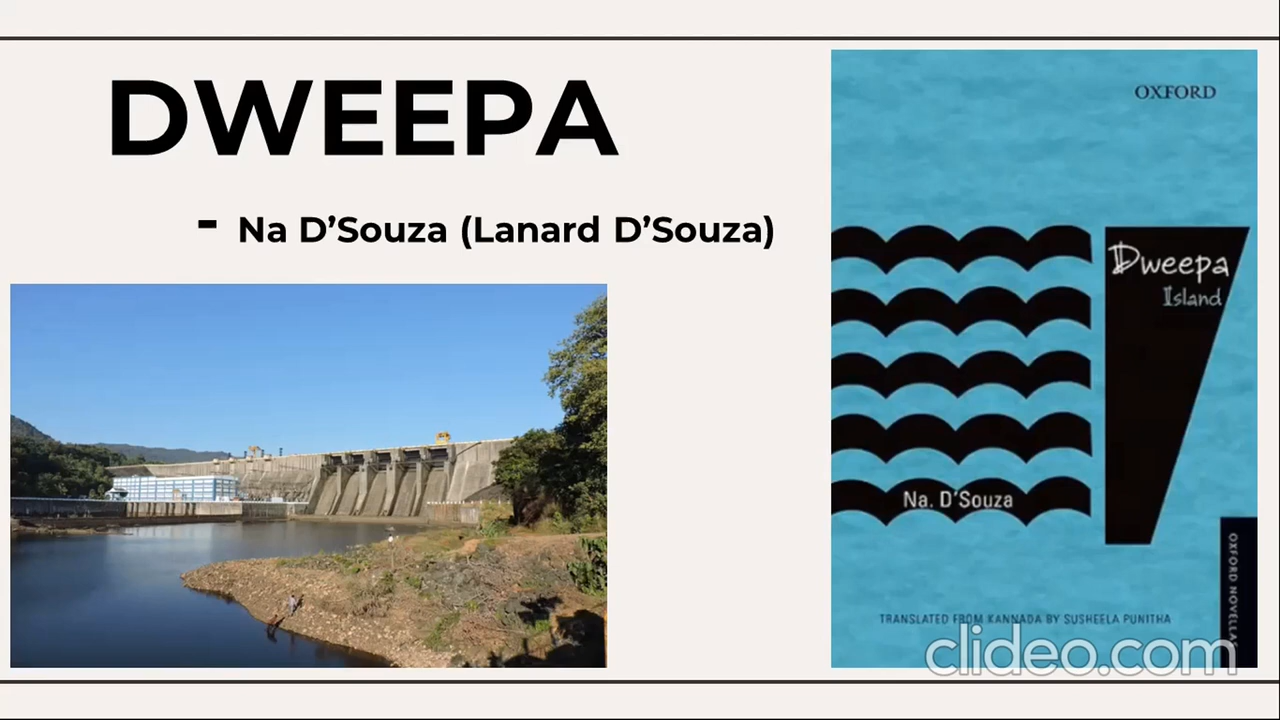 DWEEPA
- Na D’Souza (Lanard D’Souza)
OXFORD
Dweepa
Island
Na. D’Souza
TRANSLATED FROM KANNADA BY SUSHEELA PUNITHA
OXFORD NOVELLAS
clideo.com